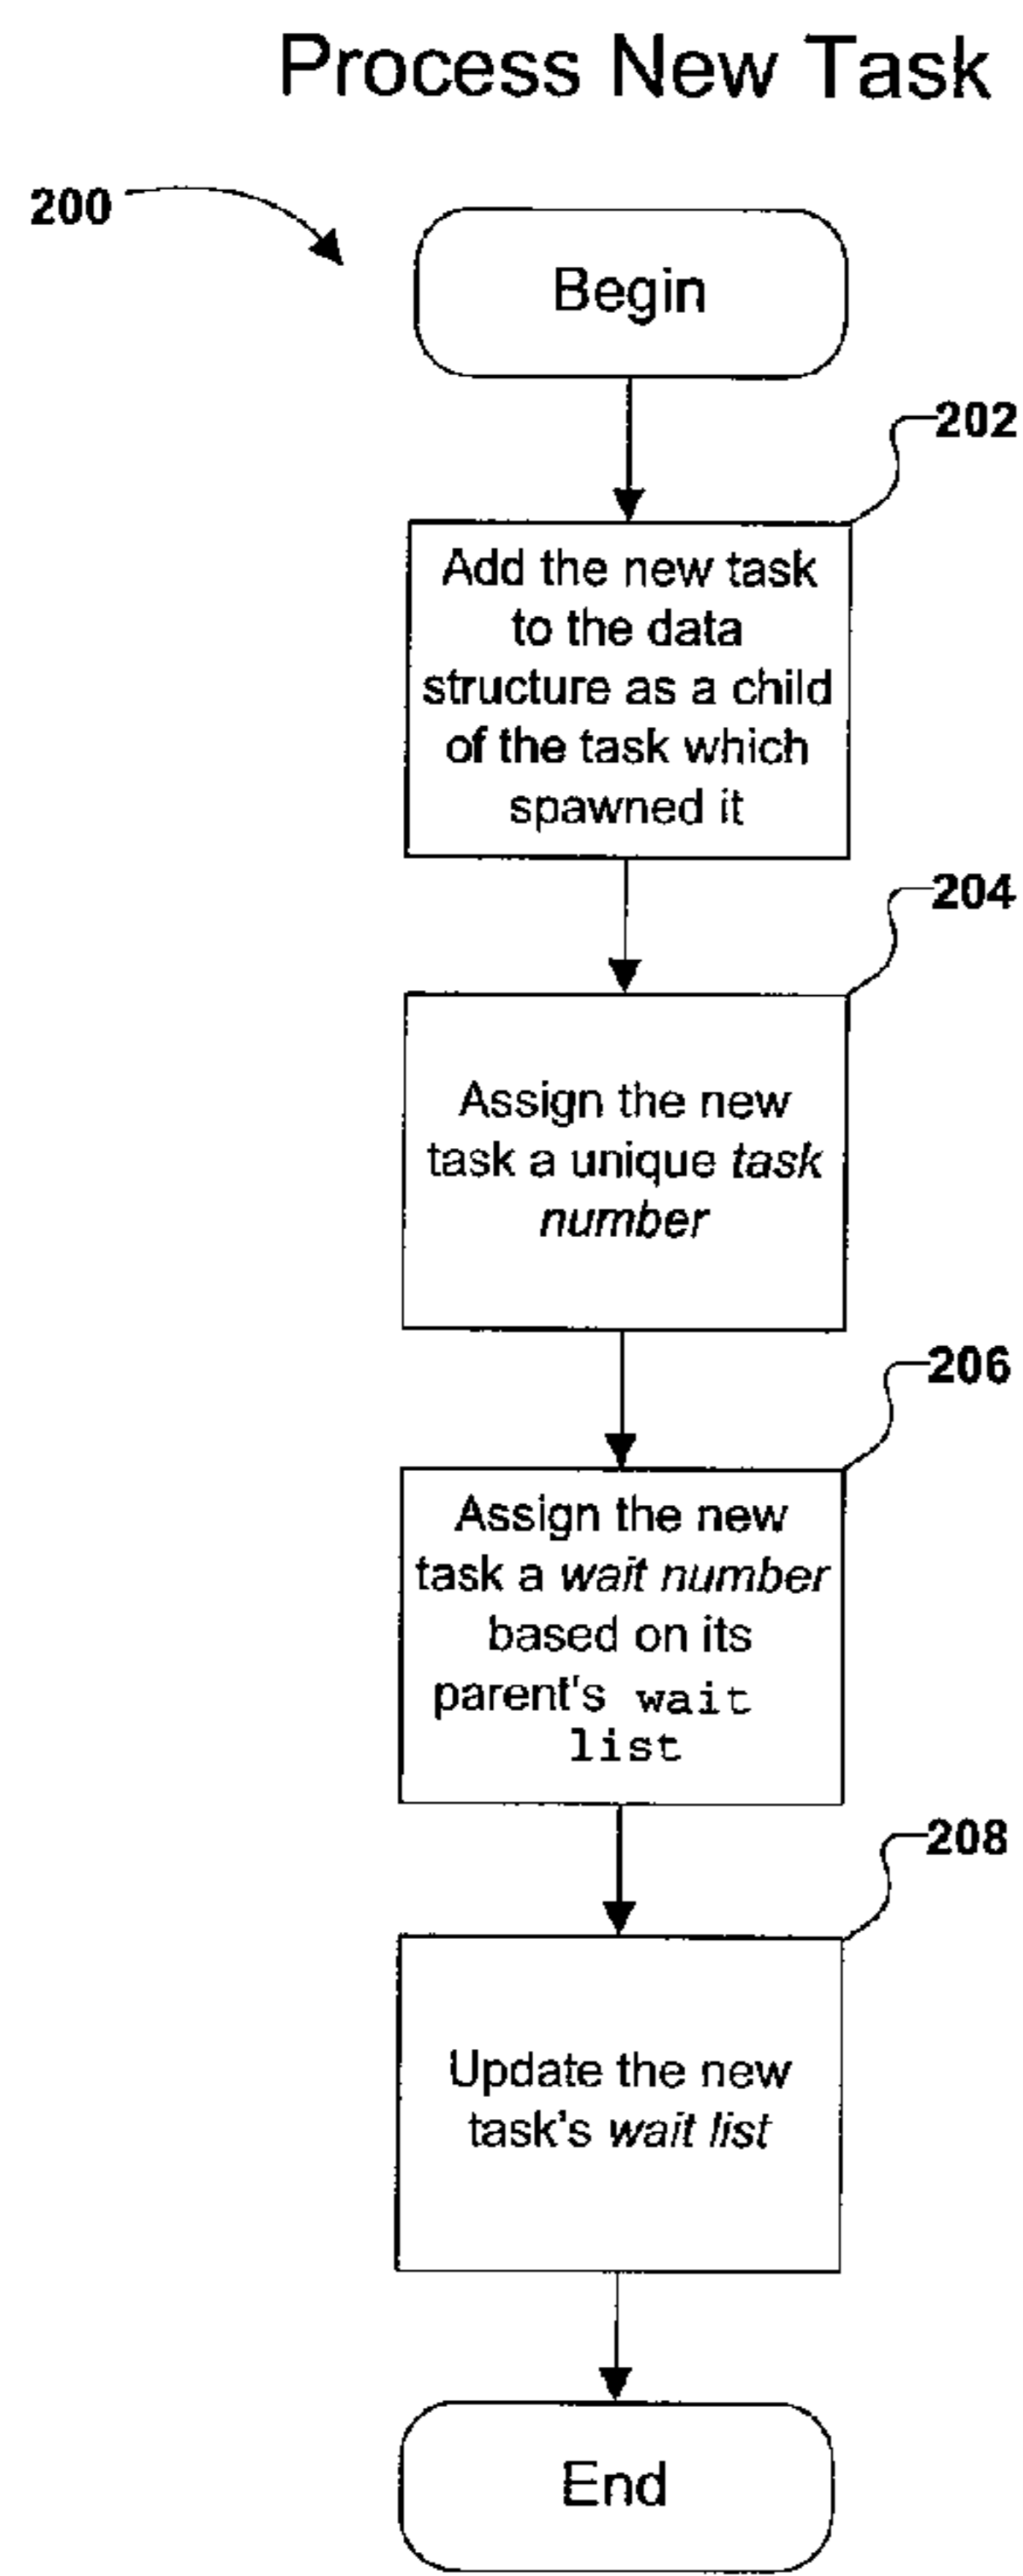 Process New Task
200
Begin
202
Add the new task
to the data
structure as a child
of the task which
spawned it
204
Assign the new
task a unique task
number
206
Assign the new
task a wait number
based on its
parent's wait
list
208
Update the new
task's wait list
End